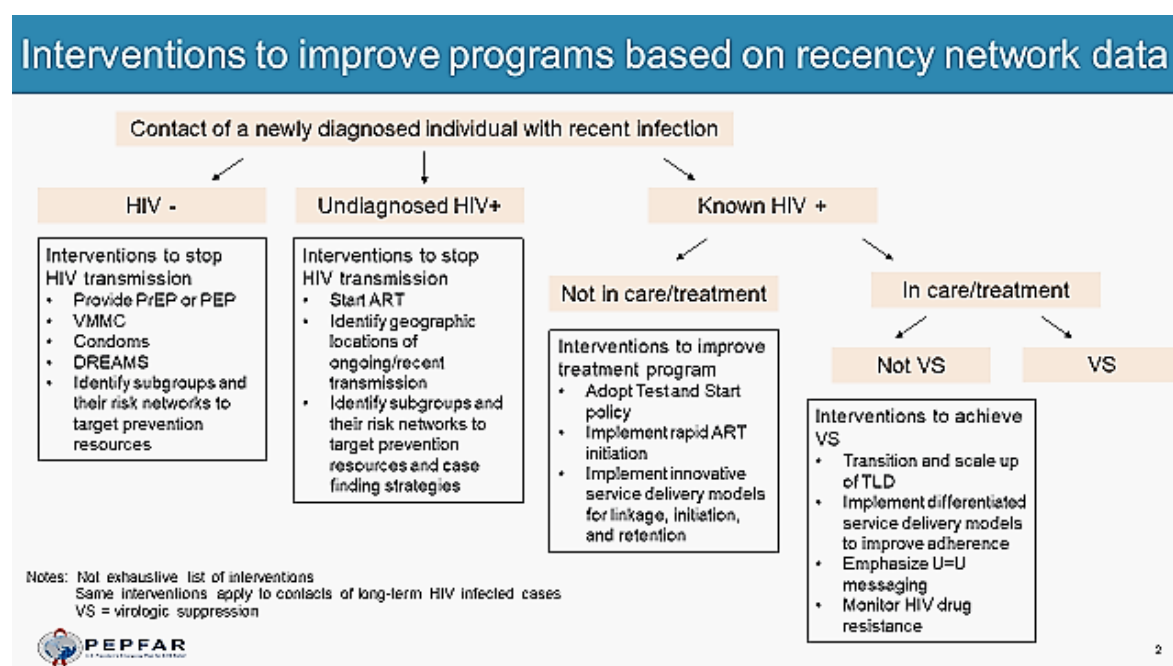 Interventions to improve programs based on recency network data
Contact of a newly diagnosed individual with recent infection
HIV -
Undiagnosed HIV+
Known HIV +
Interventions to stop
HIV transmission
• Provide PrEP or PEP
• VMMC
• Condoms
• DREAMS
• Identify subgroups and
their risk networks to
target prevention
resources
Interventions to stop
HIV transmission
• Start ART
• Identify geographic
locations of
ongoing/recent
transmission
• Identify subgroups and
their risk networks to
target prevention
resources and case
finding strategies
Not in care/treatment
In care/treatment
Interventions to improve
treatment program
• Adopt Test and Start
policy
• Implement rapid ART
initiation
• Implement innovative
service delivery models
for linkage, initiation,
and retention
Not VS
VS
Interventions to achieve
VS
• Transition and scale up
of TLD
• Implement differentiated
service delivery models
to improve adherence
• Emphasize U=U
messaging
• Monitor HIV drug
resistance
Notes: Not exhaustive list of interventions
Same interventions apply to contacts of long-term HIV infected cases
VS = virologic suppression
PEPFAR
2